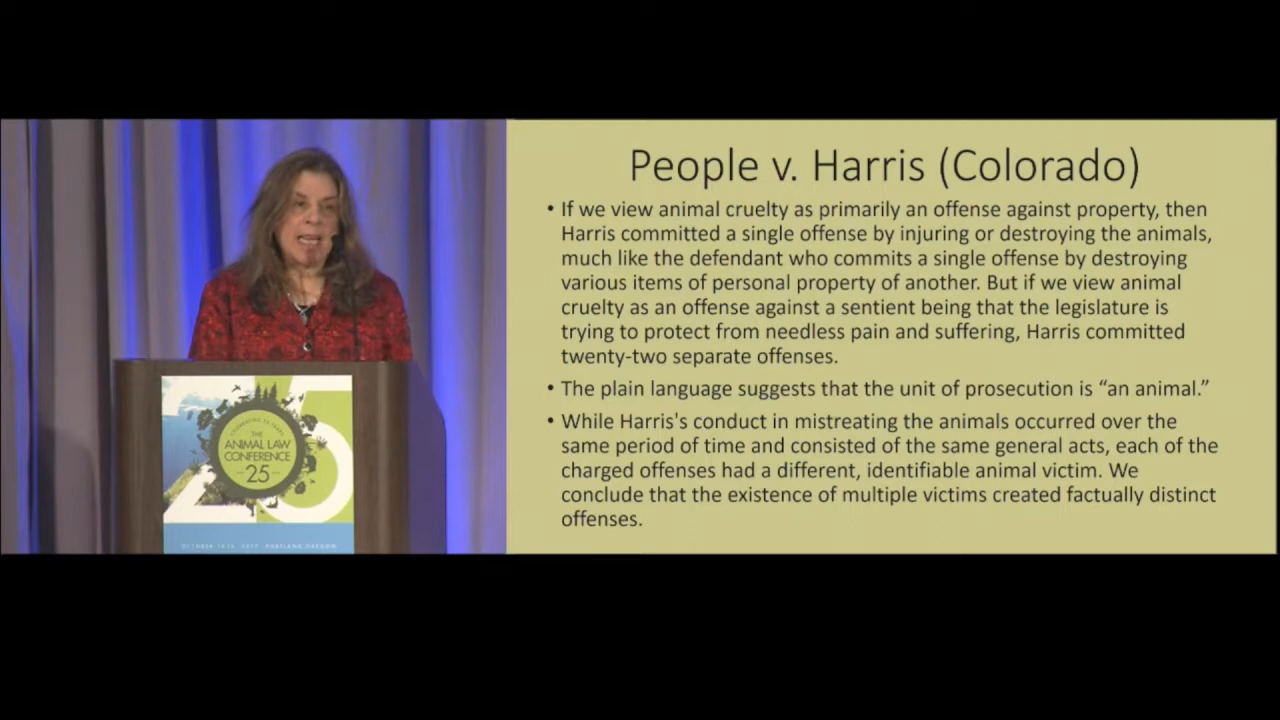 People v. Harris (Colorado)
• If we view animal cruelty as primarily an offense against property, then
Harris committed a single offense by injuring or destroying the animals,
much like the defendant who commits a single offense by destroying
various items of personal property of another. But if we view animal
cruelty as an offense against a sentient being that the legislature is
trying to protect from needless pain and suffering, Harris committed
twenty-two separate offenses.
• The plain language suggests that the unit of prosecution is “an animal.”
• While Harris's conduct in mistreating the animals occurred over the
same period of time and consisted of the same general acts, each of the
charged offenses had a different, identifiable animal victim. We
conclude that the existence of multiple victims created factually distinct
offenses.
CELEBRATING 25 YEARS
THE
ANIMAL LAW
CONFERENCE
25
OCTOBER PORTLAND, OREGON